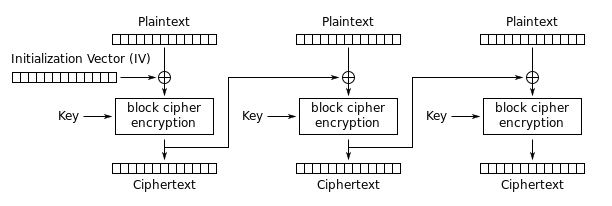 Plaintext
Plaintext
Plaintext
Initialization Vector (IV)
Key
block cipher
encryption
Key
block cipher
encryption
Key
block cipher
encryption
Ciphertext
Ciphertext
Ciphertext